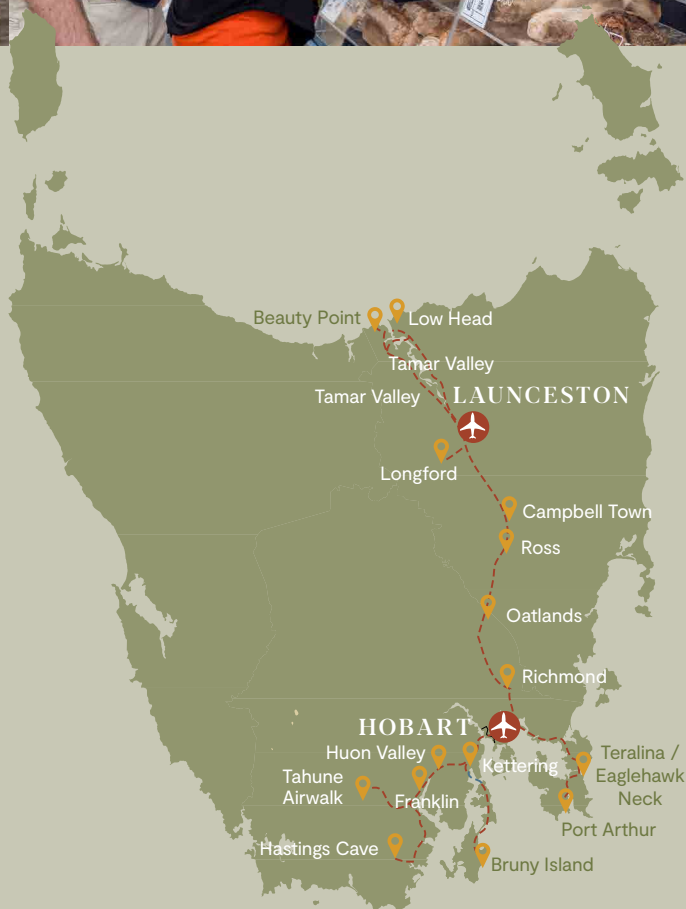 Beauty Point
Low Head
Tamar Valley
Tamar Valley
LAUNCESTON
Longford
Campbell Town
Ross
Oatlands
Richmond
HOBART
Huon Valley
Kettering
Teralina /
Eaglehawk
Neck
Tahune
Airwalk
Franklin
Port Arthur
Hastings Cave
Bruny Island